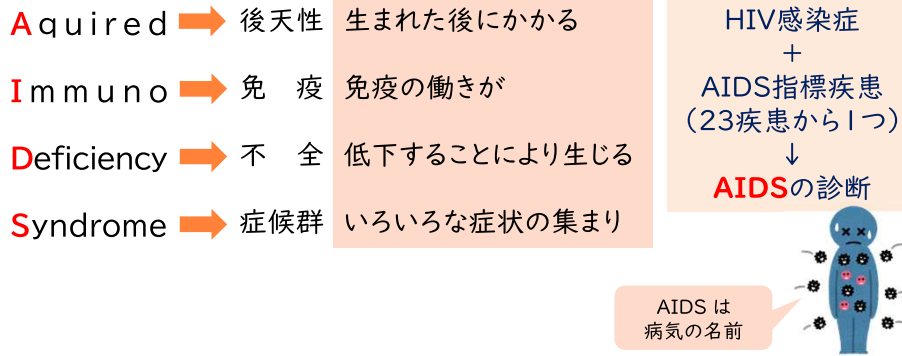 Aquired 後天性 生まれた後にかかる
Immuno 免疫 免疫の働きが
Deficiency 不全 低下することにより生じる
Syndrome 症候群 いろいろな症状の集まり
HIV感染症
+
AIDS指標疾患
(23疾患から1つ)
↓
AIDSの診断
AIDS は
病気の名前